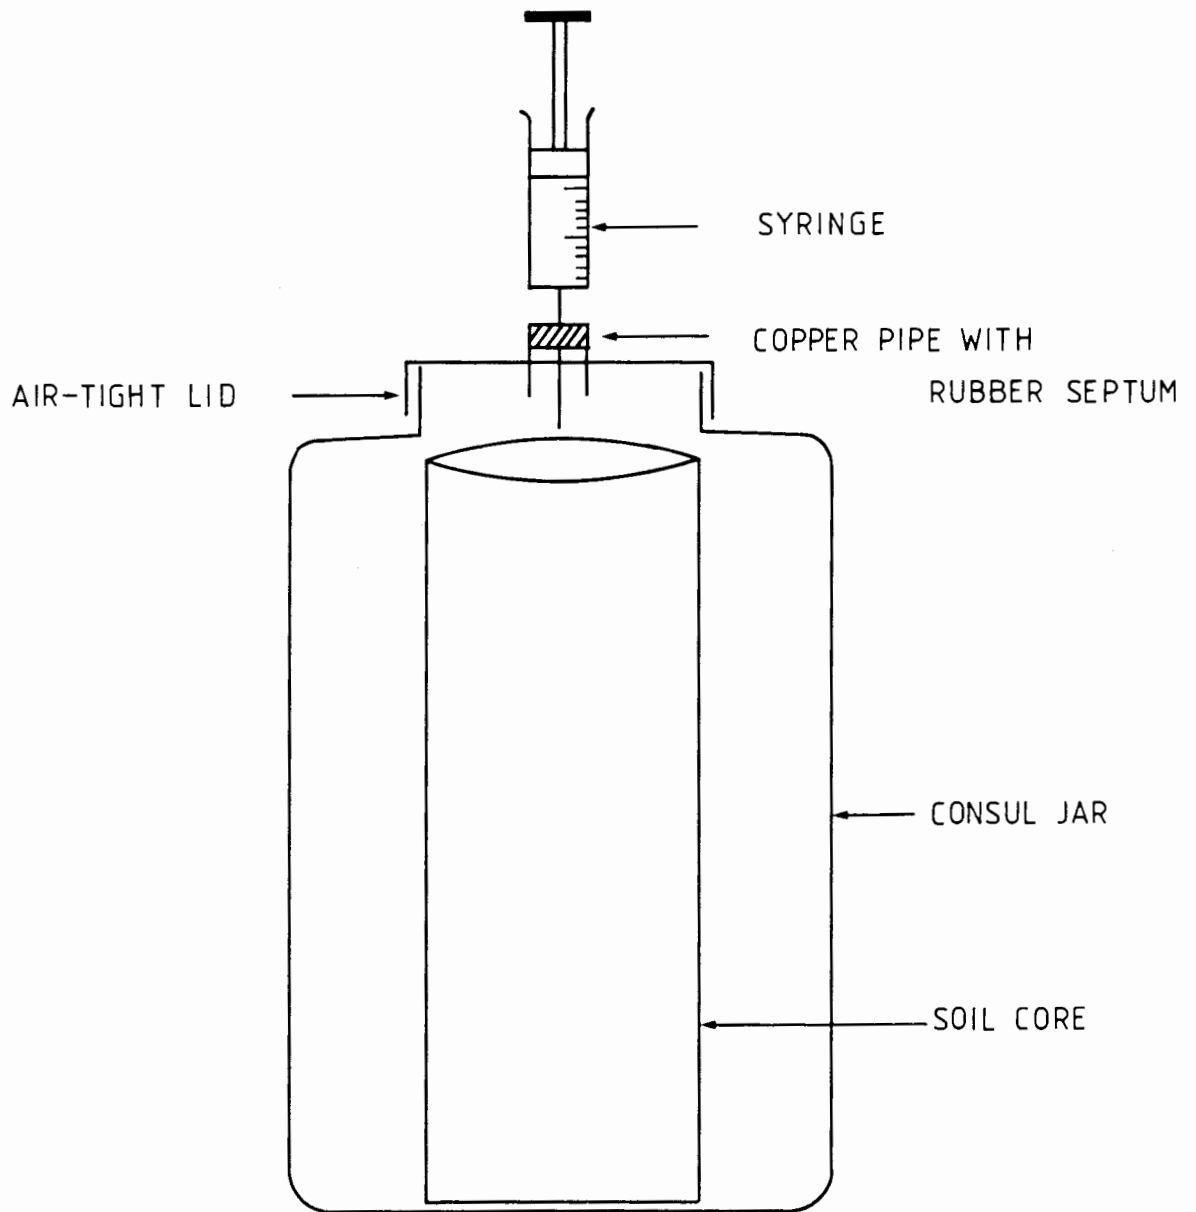 SYRINGE
COPPER PIPE WITH
RUBBER SEPTUM
AIR-TIGHT LID
CONSUL JAR
SOIL CORE